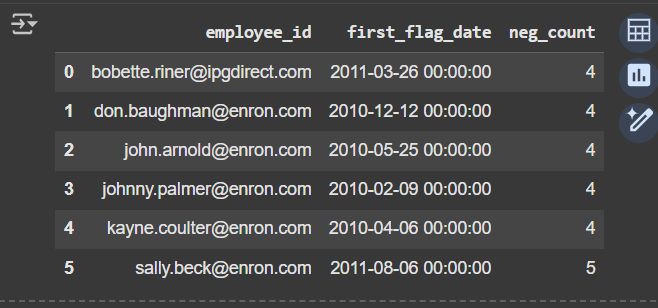 employee_id first_flag_date neg_count
0 bobette.riner@ipgdirect.com 2011-03-26 00:00:00 4
1 don.baughman@enron.com 2010-12-12 00:00:00 4
2 john.arnold@enron.com 2010-05-25 00:00:00 4
3 johnny.palmer@enron.com 2010-02-09 00:00:00 4
4 kayne.coulter@enron.com 2010-04-06 00:00:00 4
5 sally.beck@enron.com 2011-08-06 00:00:00 5